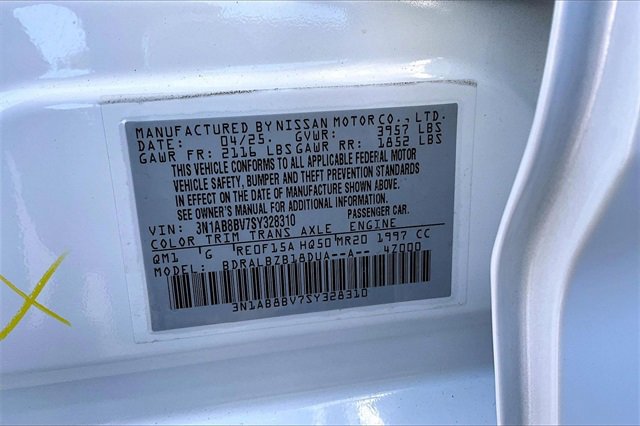 MANUFACTURED BY NISSAN MOTOR CO., LTD.
DATE: 04/25 GVWR: 3957 LBS
GAWR FR: 2116 LBS GAWR RR: 1852 LBS
THIS VEHICLE CONFORMS TO ALL APPLICABLE FEDERAL MOTOR
VEHICLE SAFETY, BUMPER AND THEFT PREVENTION STANDARDS
IN EFFECT ON THE DATE OF MANUFACTURE SHOWN ABOVE.
SEE OWNERS MANUAL FOR ADDITIONAL INFORMATION.
VIN: 3N1AB8BV7SY328310 PASSENGER CAR.
COLOR TRIM TRANS AXLE ENGINE
QM1 G RE0F15A HQ50 MR20 1997 CC
MODEL: BDRALBZB18DUA--A-- 4Z000
3N1AB8BV7SY328310